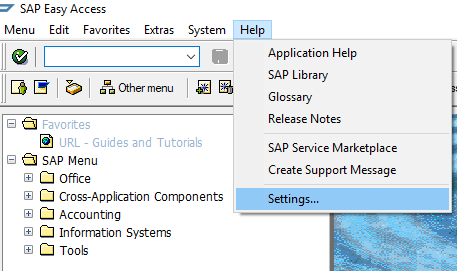 SAP Easy Access
Menu Edit Favorites Extras System Help
Other menu
Application Help
SAP Library
Glossary
Release Notes
SAP Service Marketplace
Create Support Message
Settings...
Favorites
URL - Guides and Tutorials
SAP Menu
Office
Cross-Application Components
Accounting
Information Systems
Tools